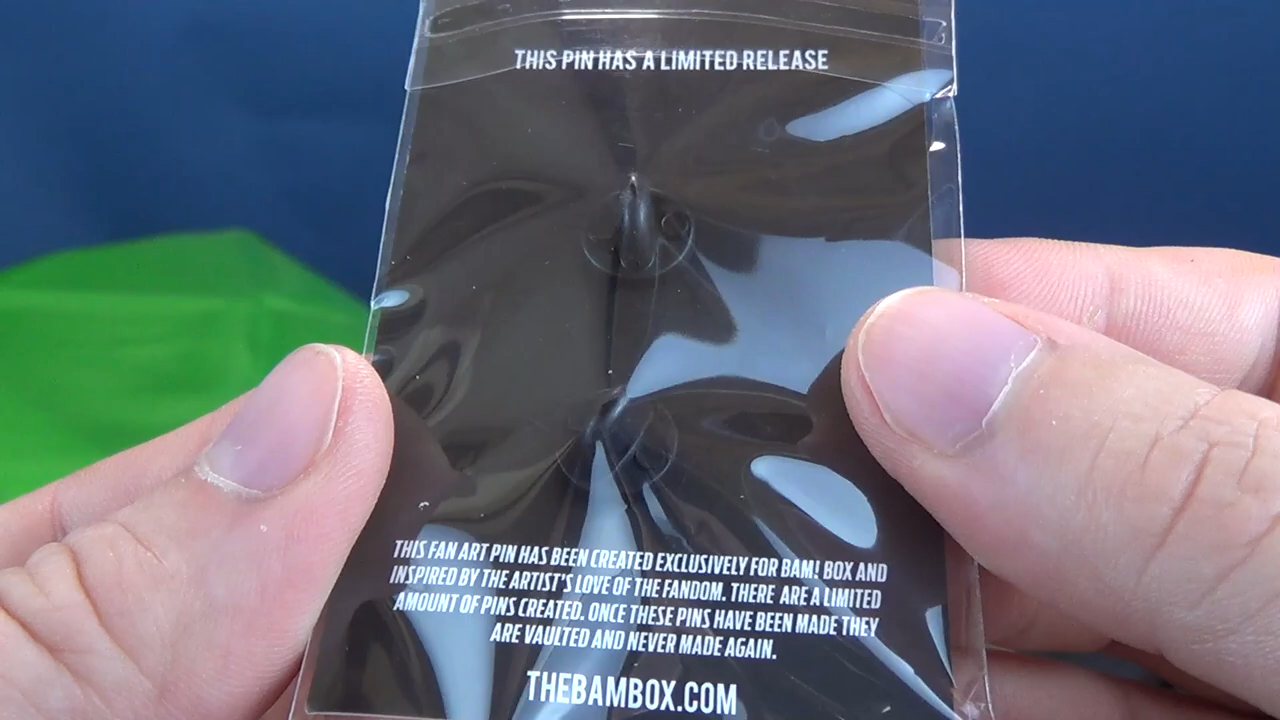 THIS PIN HAS A LIMITED RELEASE
THIS FAN ART PIN HAS BEEN CREATED EXCLUSIVELY FOR BAM! BOX AND
INSPIRED BY THE ARTIST'S LOVE OF THE FANDOM. THERE ARE A LIMITED
AMOUNT OF PINS CREATED. ONCE THESE PINS HAVE BEEN MADE THEY
ARE VAULTED AND NEVER MADE AGAIN.
THEBAMBOX.COM